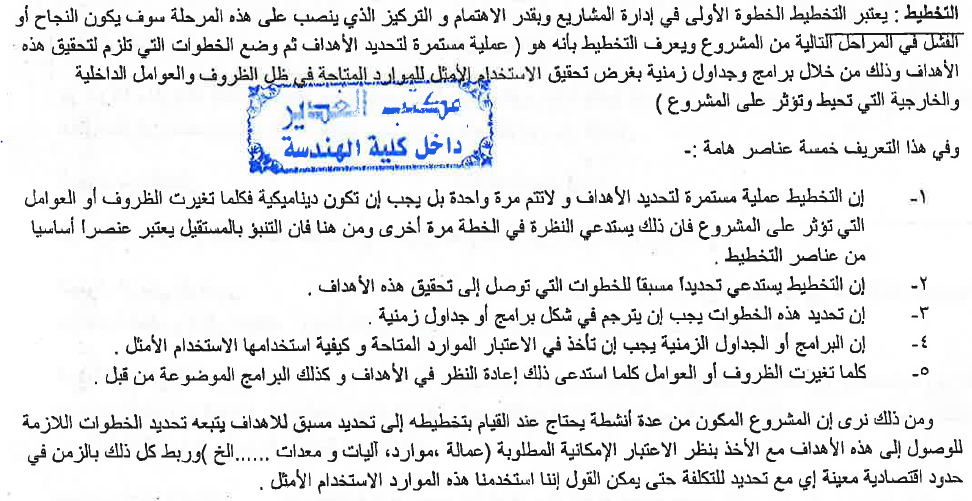 التخطيط : يعتبر التخطيط الخطوة الأولى في إدارة المشاريع وبقدر الاهتمام و التركيز الذي ينصب على هذه المرحلة سوف يكون النجاح أو
الفشل في المراحل التالية من المشروع ويعرف التخطيط بأنه هو ( عملية مستمرة لتحديد الأهداف ثم وضع الخطوات التي تلزم لتحقيق هذه
الأهداف وذلك من خلال برامج وجداول زمنية بغرض تحقيق الاستخدام الأمثل للموارد المتاحة في ظل الظروف والعوامل الداخلية
والخارجية التي تحيط وتؤثر على المشروع )
مكتب الغدير
داخل كلية الهندسة
وفي هذا التعريف خمسة عناصر هامة :-
١- إن التخطيط عملية مستمرة لتحديد الأهداف و لاتتم مرة واحدة بل يجب إن تكون ديناميكية فكلما تغيرت الظروف أو العوامل
التي تؤثر على المشروع فان ذلك يستدعي النظرة في الخطة مرة أخرى ومن هنا فان التنبؤ بالمستقيل يعتبر عنصراً أساسيا
من عناصر التخطيط .
٢- إن التخطيط يستدعي تحديداً مسبقاً للخطوات التي توصل إلى تحقيق هذه الأهداف .
٣- إن تحديد هذه الخطوات يجب إن يترجم في شكل برامج أو جداول زمنية .
٤- إن البرامج أو الجداول الزمنية يجب إن تأخذ في الاعتبار الموارد المتاحة و كيفية استخدامها الاستخدام الأمثل .
٥- كلما تغيرت الظروف أو العوامل كلما استدعى ذلك إعادة النظر في الأهداف و كذلك البرامج الموضوعة من قبل .
ومن ذلك نرى إن المشروع المكون من عدة أنشطة يحتاج عند القيام بتخطيطه إلى تحديد مسبق للاهداف يتبعه تحديد الخطوات اللازمة
للوصول إلى هذه الأهداف مع الأخذ بنظر الاعتبار الإمكانية المطلوبة (عمالة ،موارد، آليات و معدات ......الخ )وربط كل ذلك بالزمن في
حدود اقتصادية معينة إي مع تحديد للتكلفة حتى يمكن القول إننا استخدمنا هذه الموارد الاستخدام الأمثل .